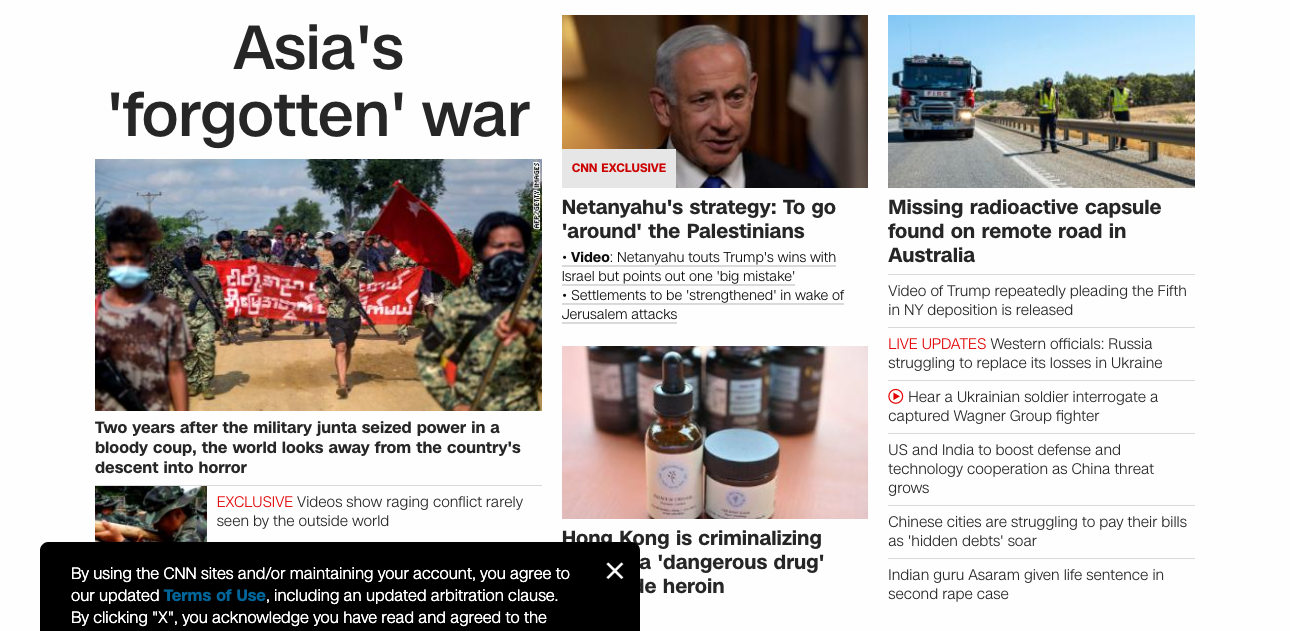 Asia's
'forgotten' war
AFP/GETTY IMAGES
Two years after the military junta seized power in a
bloody coup, the world looks away from the country's
descent into horror
EXCLUSIVE Videos show raging conflict rarely
seen by the outside world
By using the CNN sites and/or maintaining your account, you agree to
our updated Terms of Use, including an updated arbitration clause.
By clicking "X", you acknowledge you have read and agreed to the
CNN EXCLUSIVE
Netanyahu's strategy: To go
'around' the Palestinians
• Video: Netanyahu touts Trump's wins with
Israel but points out one 'big mistake'
• Settlements to be 'strengthened' in wake of
Jerusalem attacks
Hong Kong is criminalizing
a 'dangerous drug'
heroin
FIRE
Missing radioactive capsule
found on remote road in
Australia
Video of Trump repeatedly pleading the Fifth
in NY deposition is released
LIVE UPDATES Western officials: Russia
struggling to replace its losses in Ukraine
Hear a Ukrainian soldier interrogate a
captured Wagner Group fighter
US and India to boost defense and
technology cooperation as China threat
grows
Chinese cities are struggling to pay their bills
as 'hidden debts' soar
Indian guru Asaram given life sentence in
second rape case